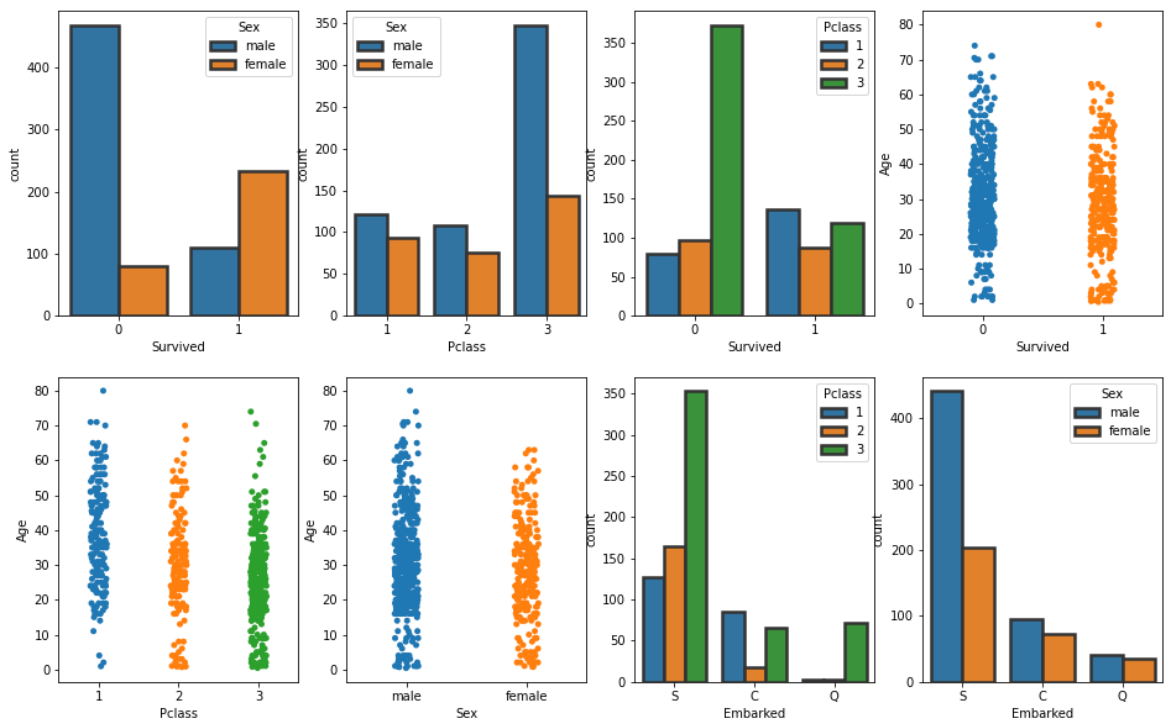 count
400
300
200
100
0
0 1
Survived
Sex
male
female
count
350
300
250
200
150
100
50
0
1 2 3
Pclass
Sex
male
female
count
350
300
250
200
150
100
50
0
0 1
Survived
Pclass
1
2
3
Age
80
70
60
50
40
30
20
10
0
0 1
Survived
Age
80
70
60
50
40
30
20
10
0
1 2 3
Pclass
Age
80
70
60
50
40
30
20
10
0
male female
Sex
count
350
300
250
200
150
100
50
0
S C Q
Embarked
Pclass
1
2
3
count
400
300
200
100
0
S C Q
Embarked
Sex
male
female